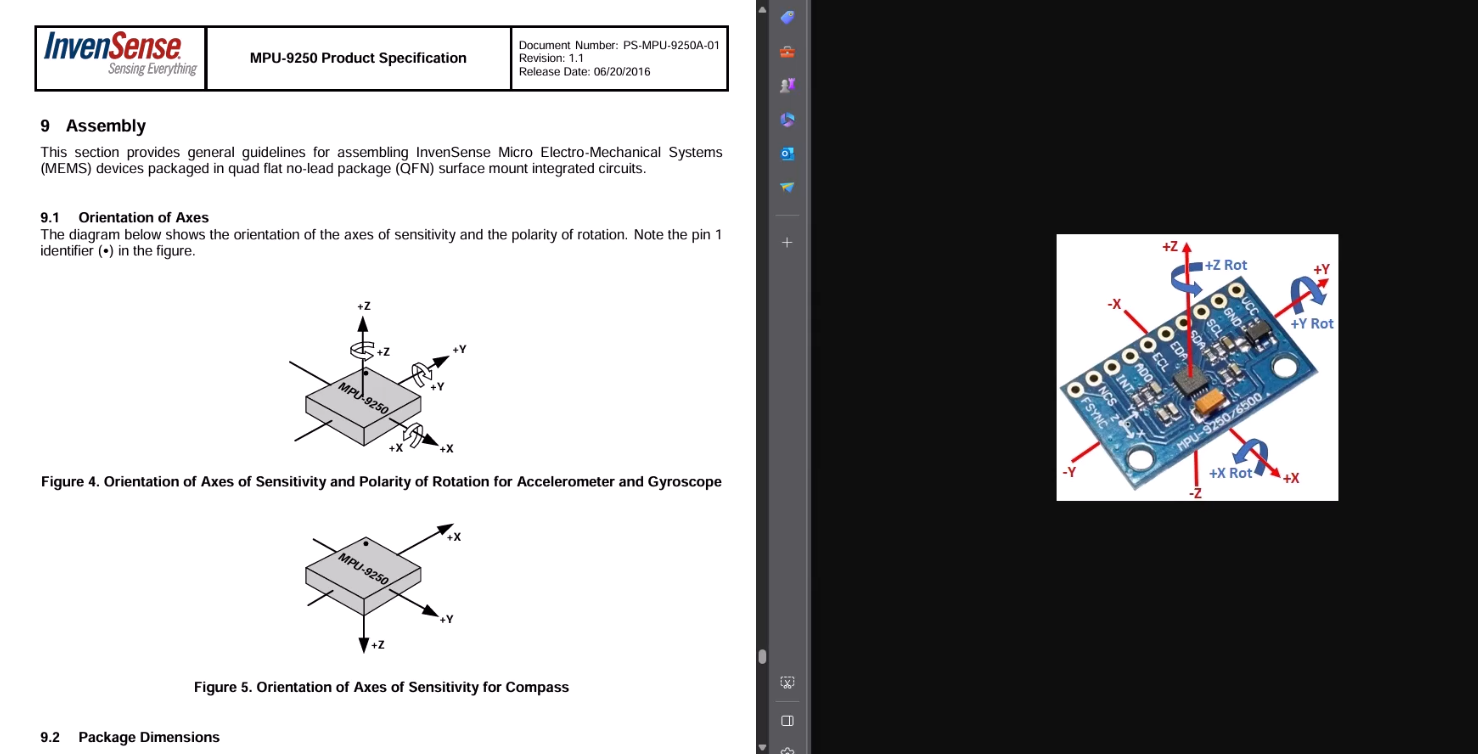 InvenSense
Sensing Everything
MPU-9250 Product Specification
Document Number: PS-MPU-9250A-01
Revision: 1.1
Release Date: 06/20/2016
9 Assembly
This section provides general guidelines for assembling InvenSense Micro Electro-Mechanical Systems
(MEMS) devices packaged in quad flat no-lead package (QFN) surface mount integrated circuits.
9.1 Orientation of Axes
The diagram below shows the orientation of the axes of sensitivity and the polarity of rotation. Note the pin 1
identifier (•) in the figure.
+Z
+Z
+Y
+Y
MPU-9250
+X
+X
Figure 4. Orientation of Axes of Sensitivity and Polarity of Rotation for Accelerometer and Gyroscope
+X
MPU-9250
+Y
+Z
Figure 5. Orientation of Axes of Sensitivity for Compass
9.2 Package Dimensions
+Z
+Z Rot
+Y
-X
+Y Rot
VCC
GND
SCL
SDA
EDA
ECL
ADO
INT
NCS
FSYNC
Y
Z
X
MPU-9250/6500
-Y
+X Rot
+X
-Z